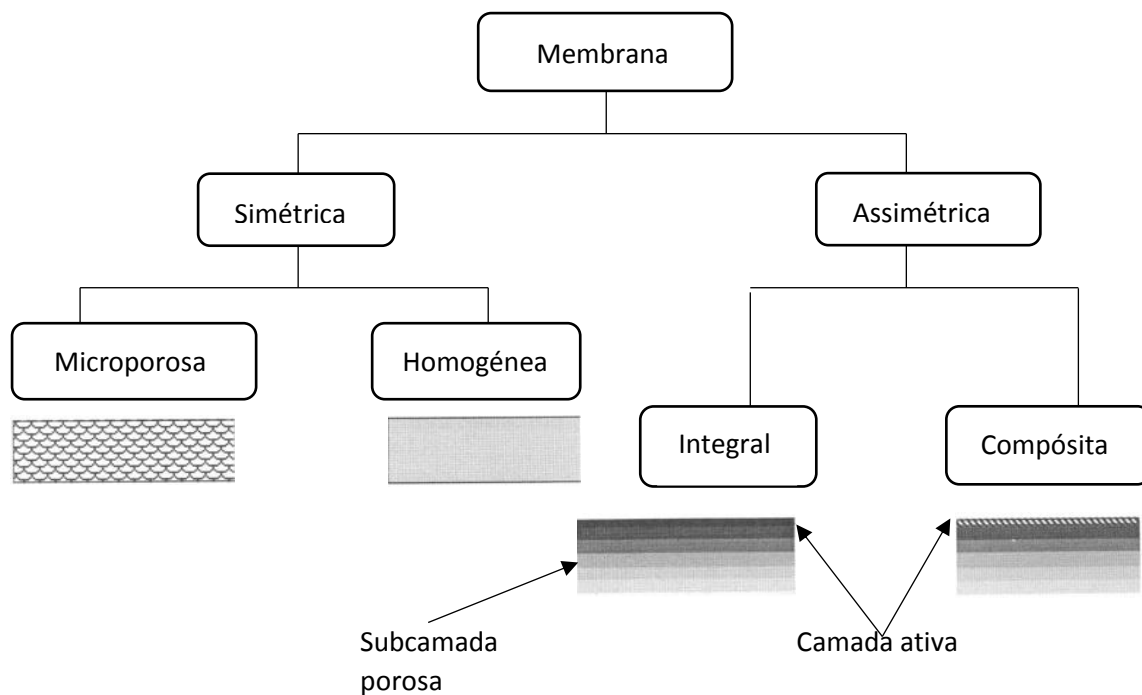 Membrana
Simétrica
Assimétrica
Microporosa
Homogénea
Integral
Compósita
Subcamada
porosa
Camada ativa